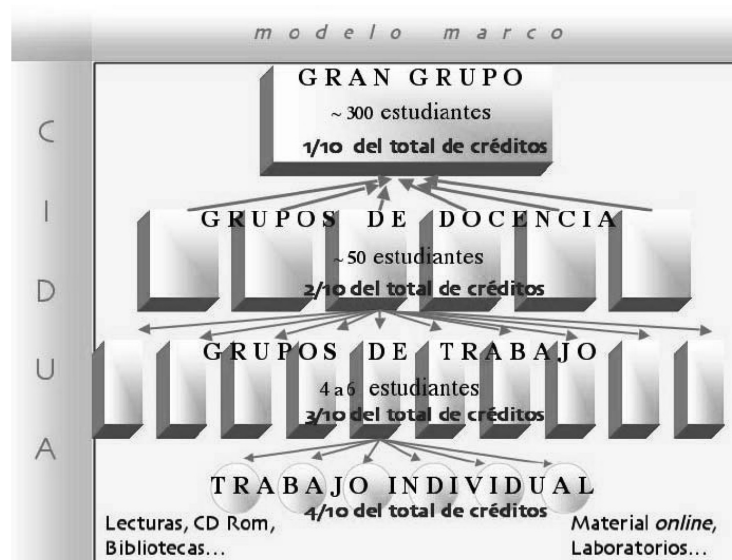 modelo marco
CIDUA
GRAN GRUPO
~ 300 estudiantes
1/10 del total de créditos
GRUPOS DE DOCENCIA
~ 50 estudiantes
2/10 del total de créditos
GRUPOS DE TRABAJO
4 a 6 estudiantes
3/10 del total de créditos
TRABAJO INDIVIDUAL
4/10 del total de créditos
Lecturas, CD Rom,
Bibliotecas...
Material online,
Laboratorios...